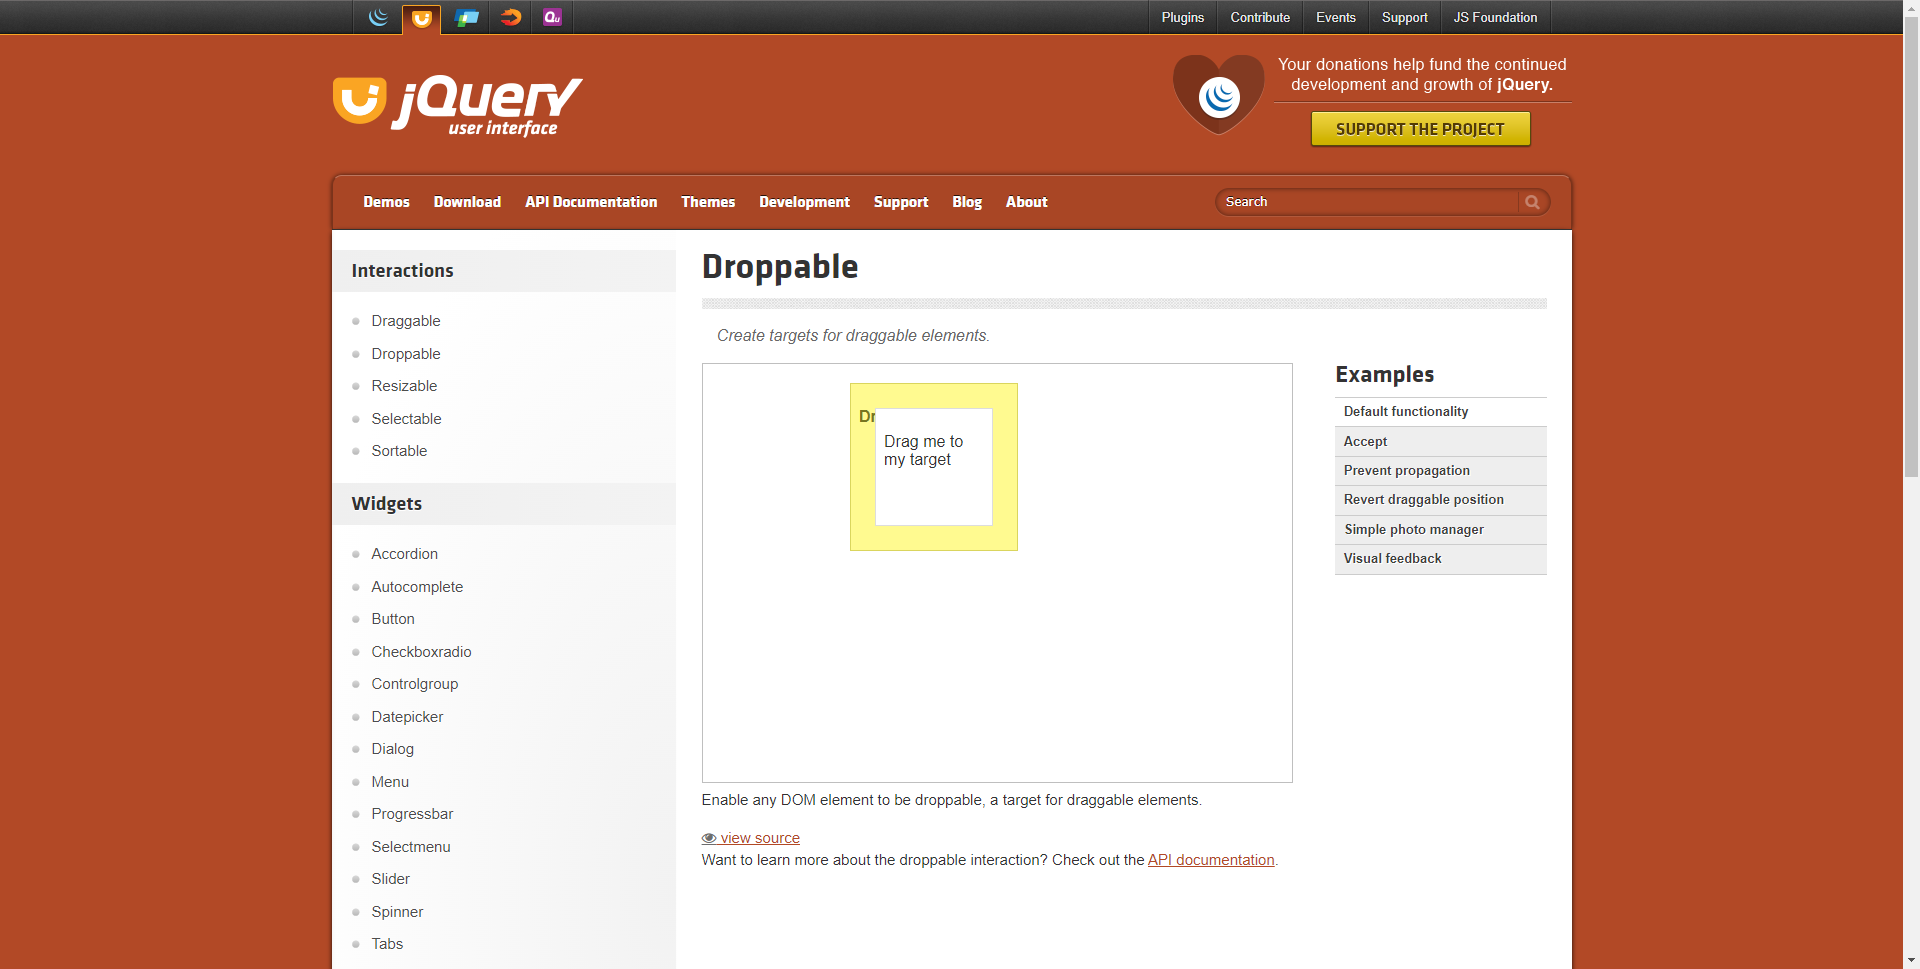 Plugins
Contribute
Events
Support
JS Foundation
jQuery
user interface
Your donations help fund the continued
development and growth of jQuery.
SUPPORT THE PROJECT
Demos
Download
API Documentation
Themes
Development
Support
Blog
About
Search
Interactions
Draggable
Droppable
Resizable
Selectable
Sortable
Widgets
Accordion
Autocomplete
Button
Checkboxradio
Controlgroup
Datepicker
Dialog
Menu
Progressbar
Selectmenu
Slider
Spinner
Tabs
Droppable
Create targets for draggable elements.
Dr
Drag me to
my target
Enable any DOM element to be droppable, a target for draggable elements.
view source
Want to learn more about the droppable interaction? Check out the API documentation.
Examples
Default functionality
Accept
Prevent propagation
Revert draggable position
Simple photo manager
Visual feedback